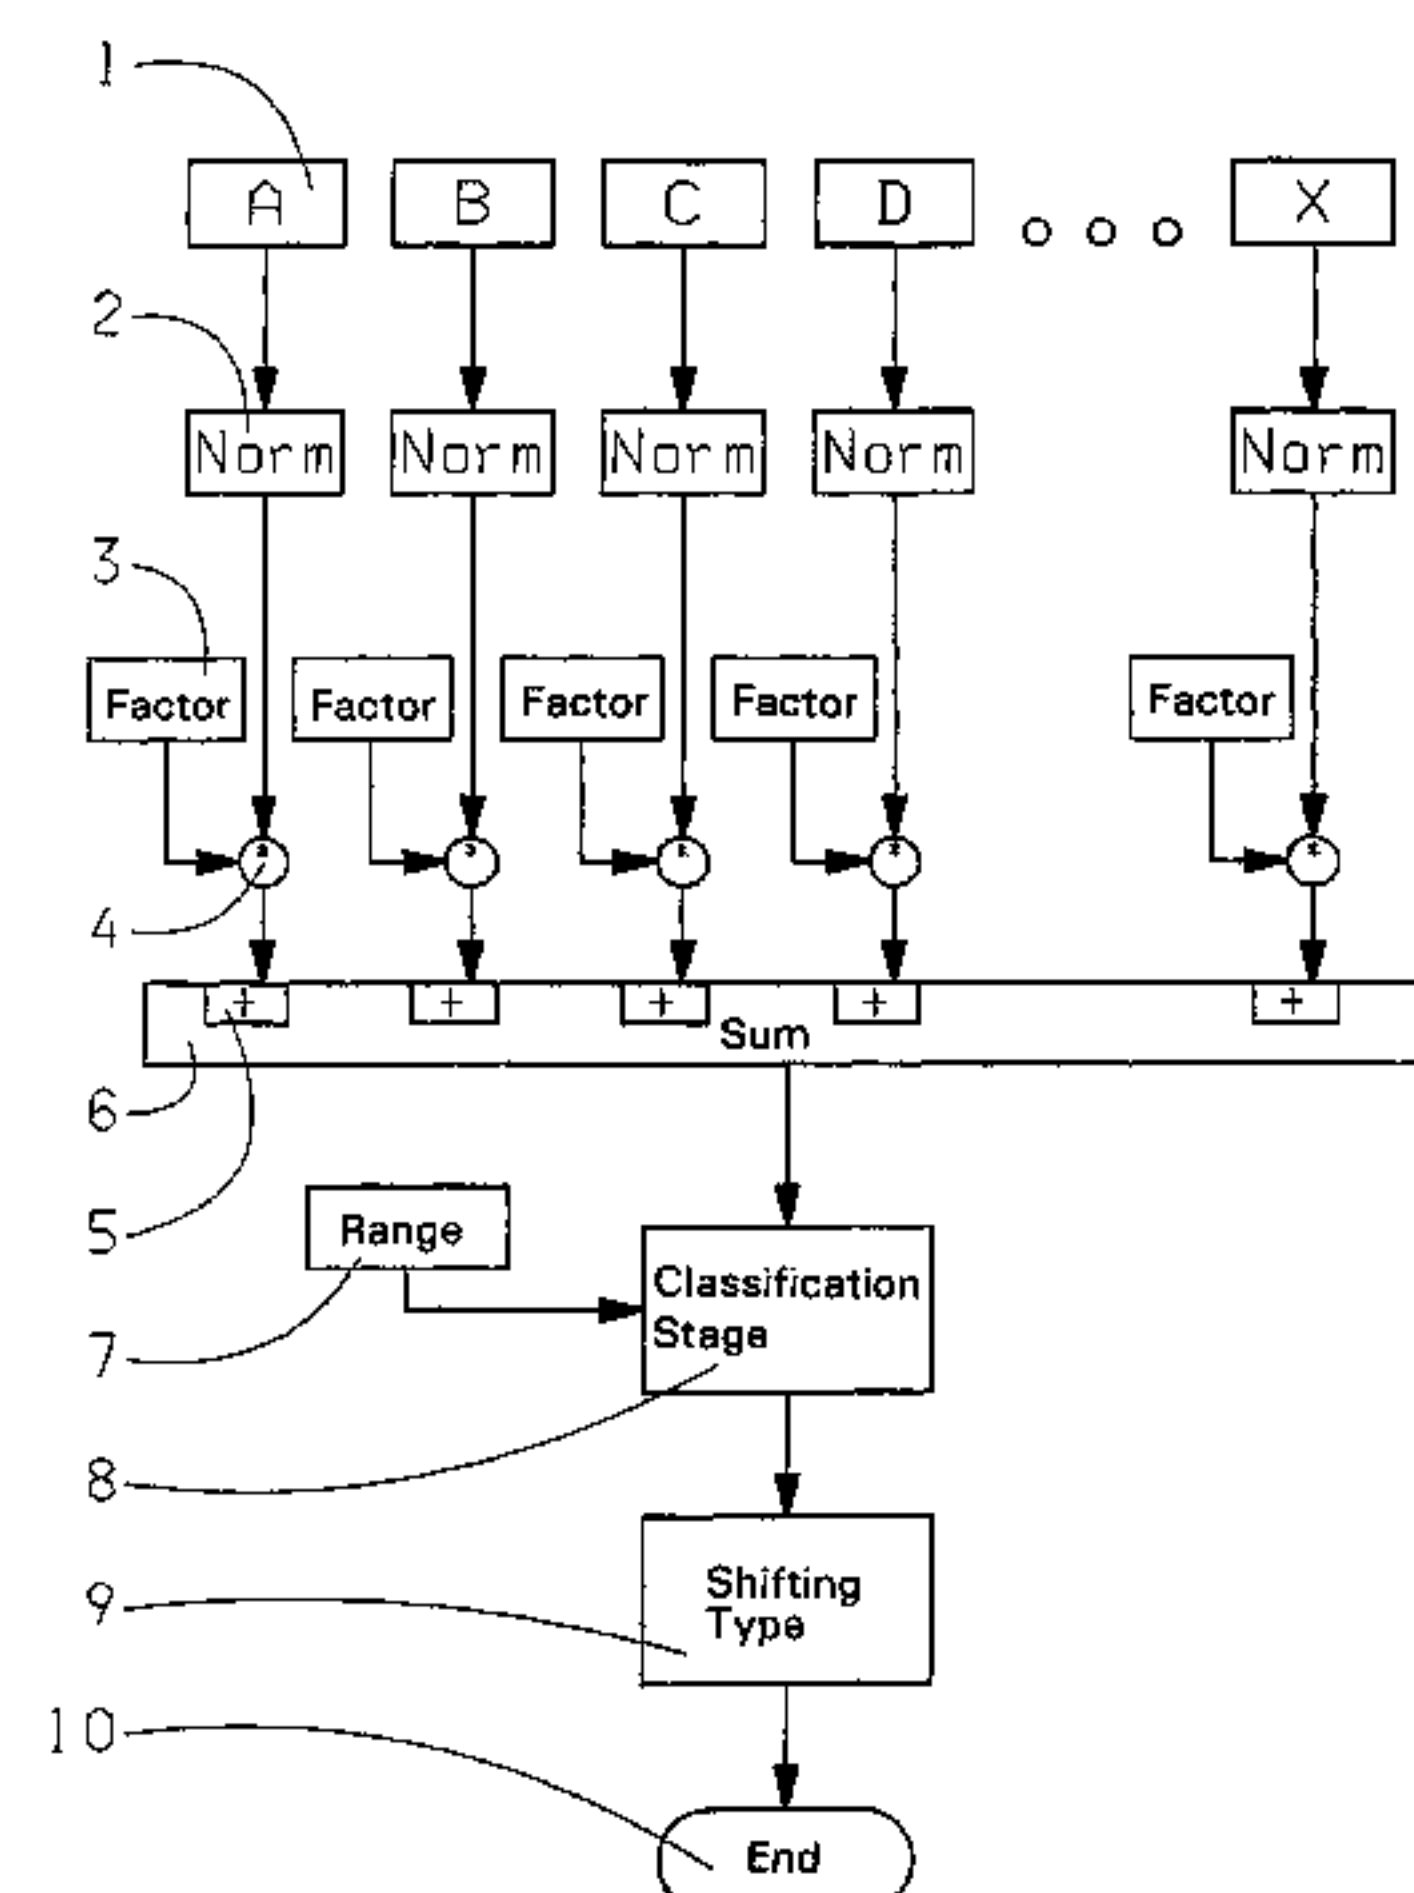 1
A B C D X
2
Norm Norm Norm Norm Norm
3
Factor Factor Factor Factor Factor
* * * * *
4
+ + + + +
Sum
6
5
Range
Classification
Stage
7
8
Shifting
Type
9
10
End